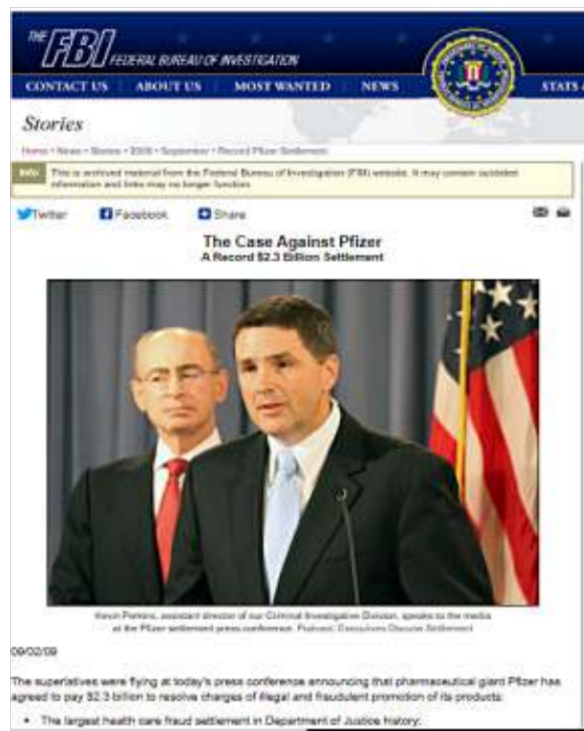 THE FBI FEDERAL BUREAU OF INVESTIGATION
CONTACT US ABOUT US MOST WANTED NEWS STATS &
Stories
Home • News • Stories • 2009 • September • Record Pfizer Settlement
Info This is archived material from the Federal Bureau of Investigation (FBI) website. It may contain outdated
information and links may no longer function.
Twitter Facebook Share
The Case Against Pfizer
A Record $2.3 Billion Settlement
Kevin Perkins, assistant director of our Criminal Investigative Division, speaks to the media
at the Pfizer settlement press conference. Podcast: Executives Discuss Settlement
09/02/09
The superlatives were flying at today's press conference announcing that pharmaceutical giant Pfizer has
agreed to pay $2.3 billion to resolve charges of illegal and fraudulent promotion of its products:
• The largest health care fraud settlement in Department of Justice history;